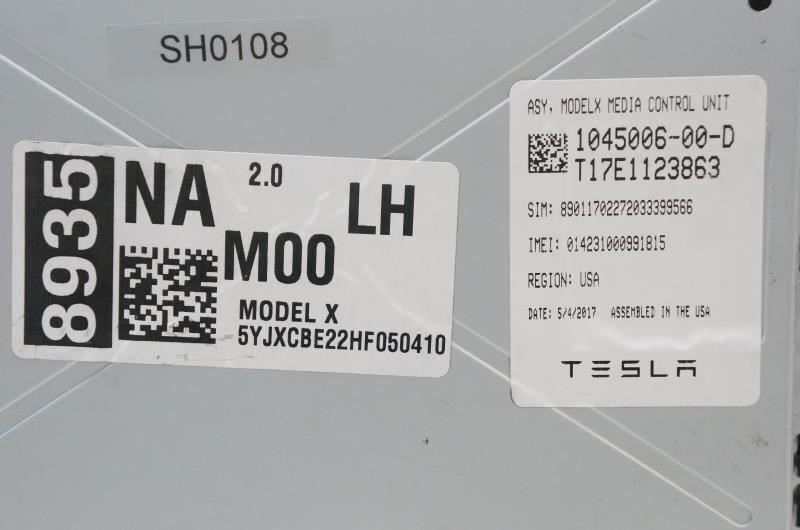 SH0108
8935
NA 2.0 LH
M00
MODEL X
5YJXCBE22HF050410
ASY, MODELX MEDIA CONTROL UNIT
1045006-00-D
T17E1123863
SIM: 89011702272033399566
IMEI: 014231000991815
REGION: USA
DATE: 5/4/2017 ASSEMBLED IN THE USA
TESLA